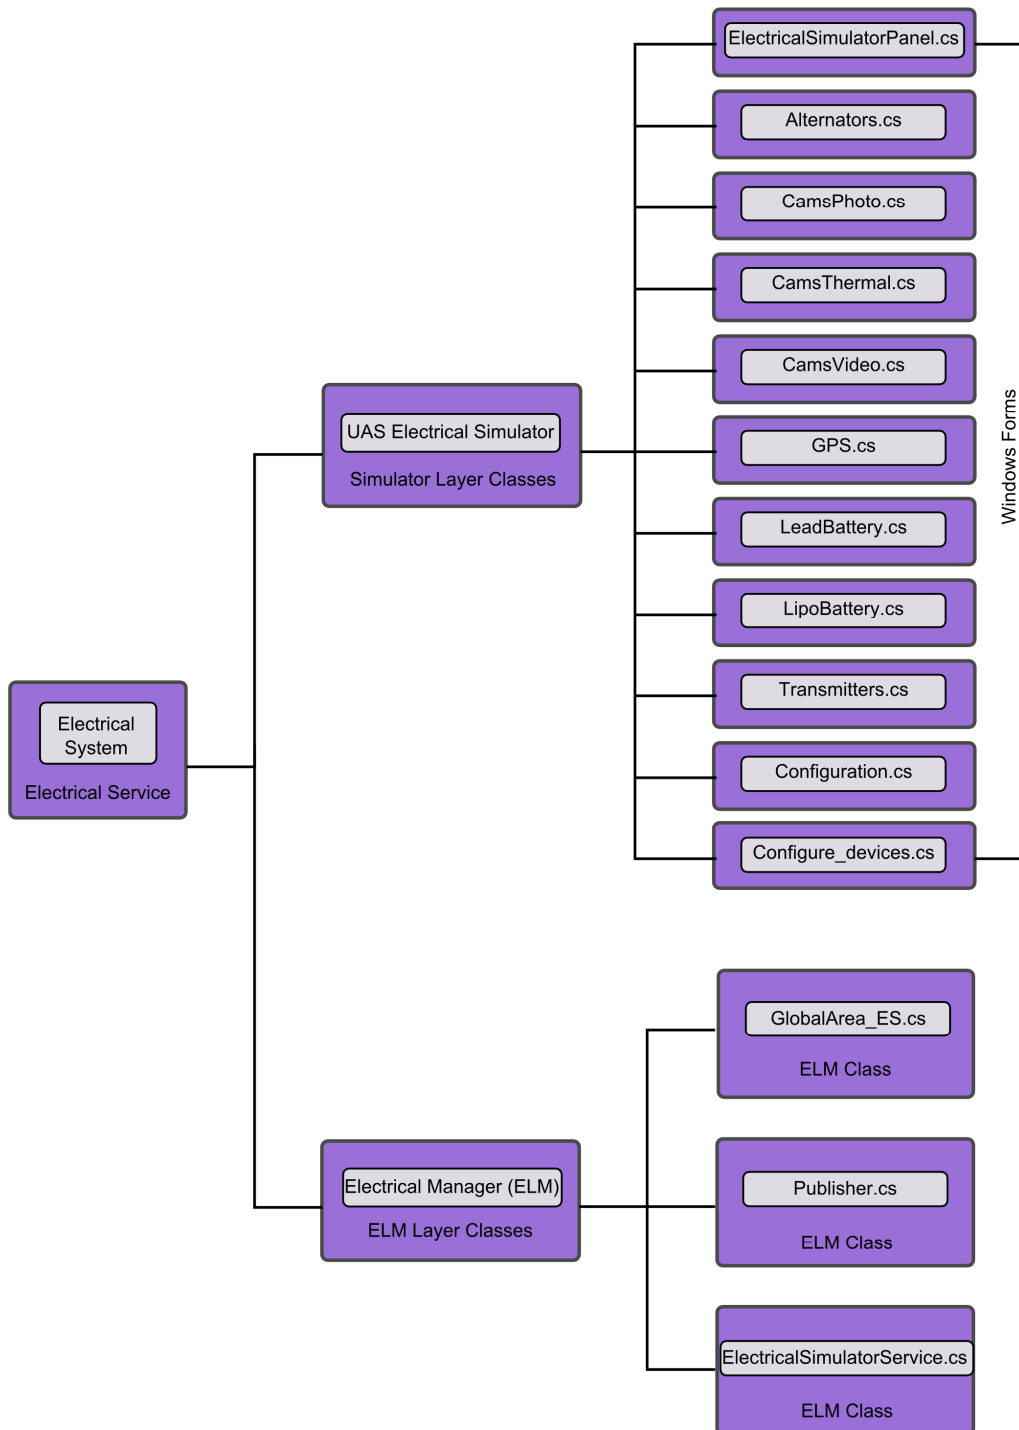 ElectricalSimulatorPanel.cs
Alternators.cs
CamsPhoto.cs
CamsThermal.cs
CamsVideo.cs
GPS.cs
LeadBattery.cs
LipoBattery.cs
Transmitters.cs
Configuration.cs
Configure_devices.cs
Windows Forms
UAS Electrical Simulator
Simulator Layer Classes
Electrical
System
Electrical Service
Electrical Manager (ELM)
ELM Layer Classes
GlobalArea_ES.cs
ELM Class
Publisher.cs
ELM Class
ElectricalSimulatorService.cs
ELM Class